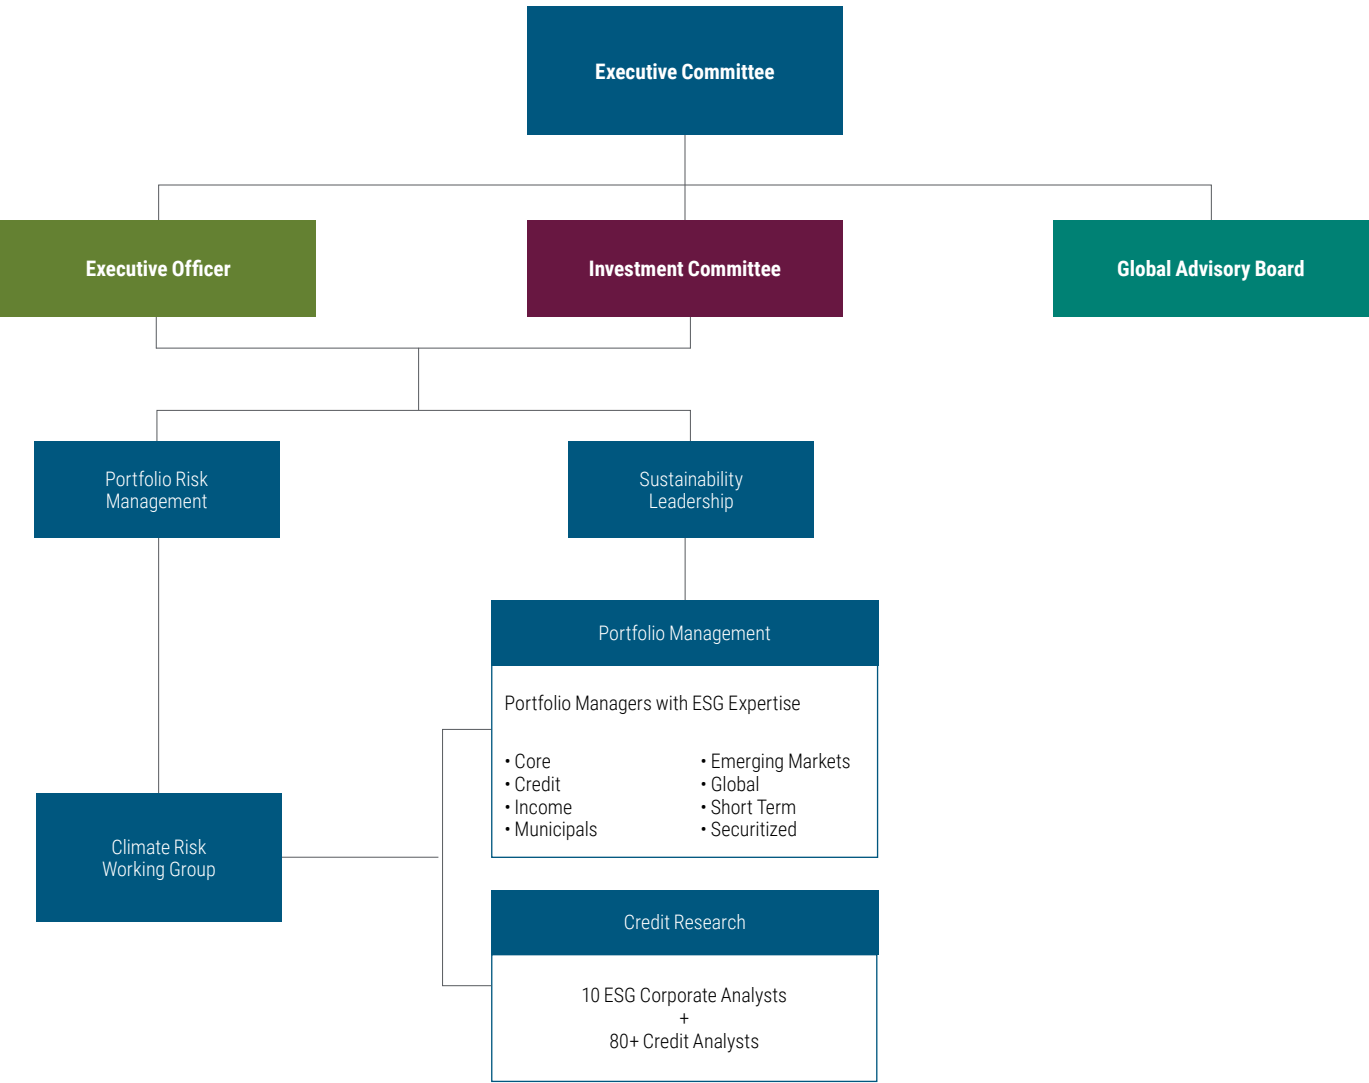 Executive Committee
Executive Officer
Investment Committee
Global Advisory Board
Portfolio Risk
Management
Sustainability
Leadership
Portfolio Management
Portfolio Managers with ESG Expertise
• Core
• Credit
• Income
• Municipals
• Emerging Markets
• Global
• Short Term
• Securitized
Climate Risk
Working Group
Credit Research
10 ESG Corporate Analysts
+
80+ Credit Analysts